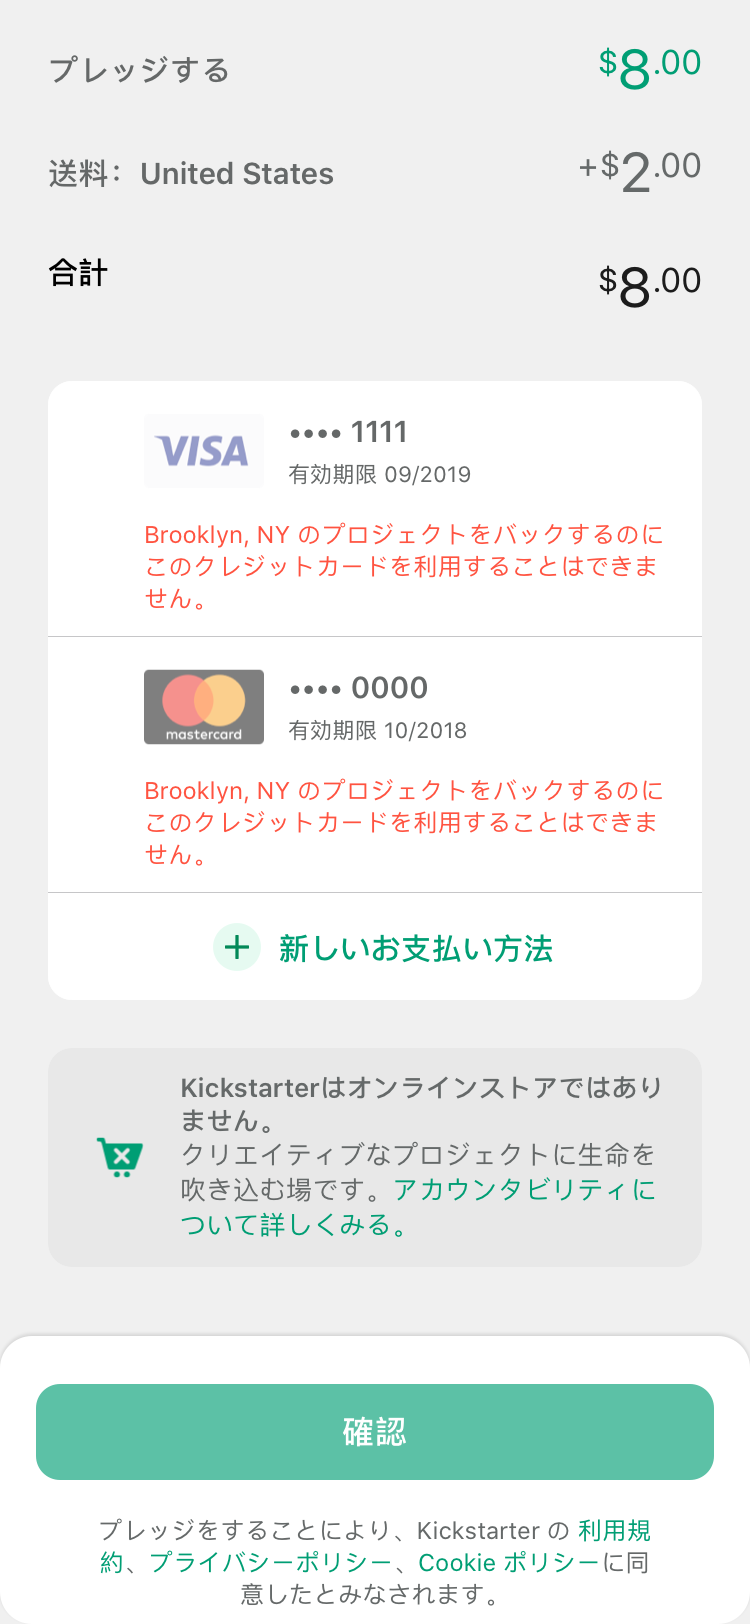 プレッジする $8.00
送料： United States +$2.00
合計 $8.00
VISA •••• 1111
有効期限 09/2019
Brooklyn, NY のプロジェクトをバックするのに
このクレジットカードを利用することはできま
せん。
•••• 0000
mastercard 有効期限 10/2018
Brooklyn, NY のプロジェクトをバックするのに
このクレジットカードを利用することはできま
せん。
+ 新しいお支払い方法
Kickstarterはオンラインストアではあり
ません。
クリエイティブなプロジェクトに生命を
吹き込む場です。アカウンタビリティに
ついて詳しくみる。
確認
プレッジをすることにより、Kickstarter の 利用規
約、プライバシーポリシー、Cookie ポリシーに同
意したとみなされます。